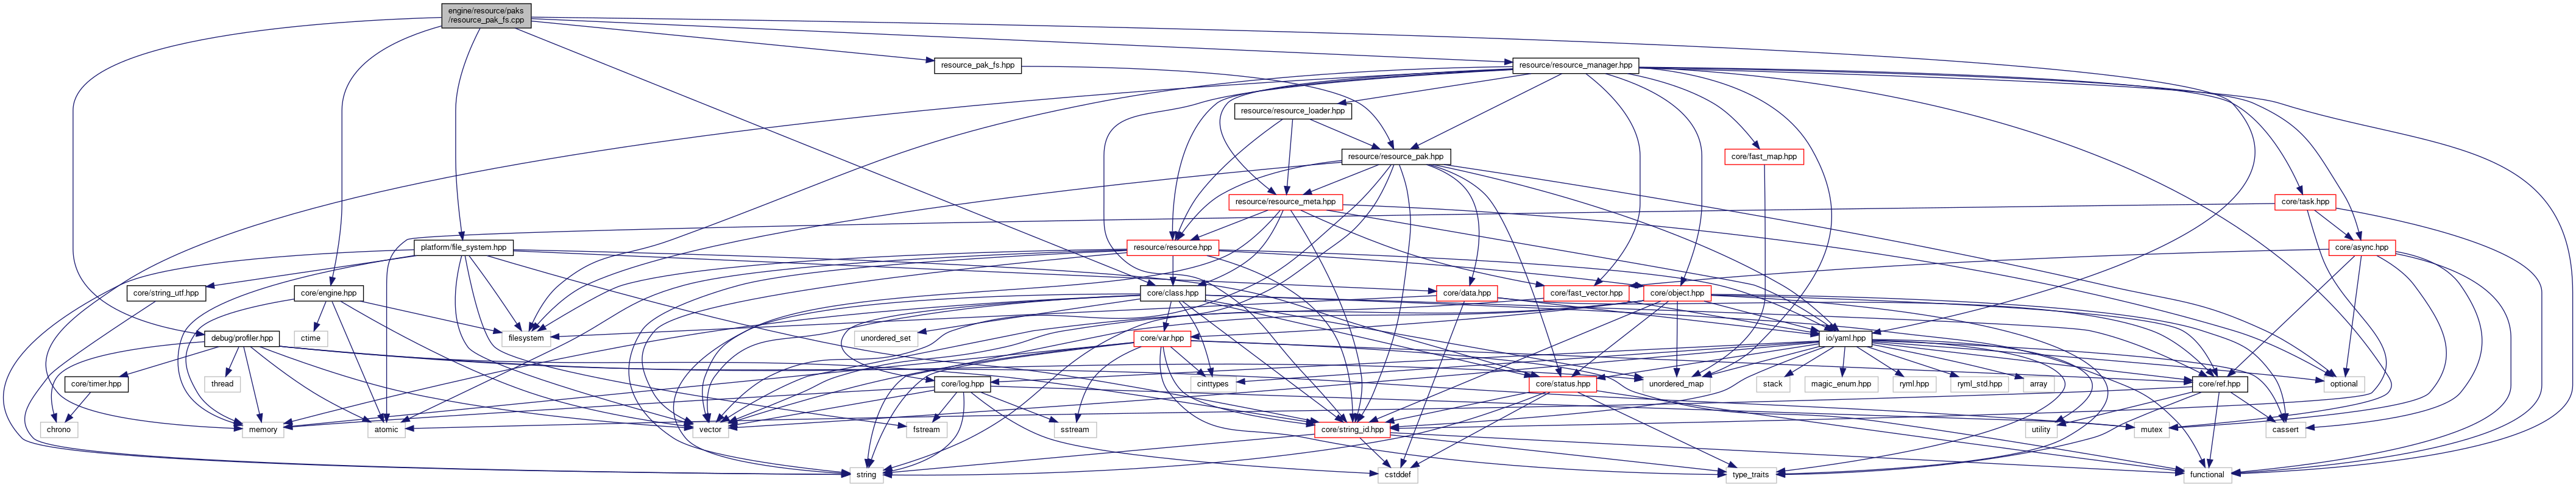 engine/resource/paks
/resource_pak_fs.cpp
resource_pak_fs.hpp
resource/resource_manager.hpp
resource/resource_loader.hpp
resource/resource_pak.hpp
core/fast_map.hpp
resource/resource_meta.hpp
core/task.hpp
platform/file_system.hpp
resource/resource.hpp
core/async.hpp
core/string_utf.hpp
core/engine.hpp
core/class.hpp
core/data.hpp
core/fast_vector.hpp
core/object.hpp
debug/profiler.hpp
ctime
filesystem
unordered_set
core/var.hpp
io/yaml.hpp
core/timer.hpp
thread
core/log.hpp
cinttypes
core/status.hpp
unordered_map
stack
magic_enum.hpp
ryml.hpp
ryml_std.hpp
array
core/ref.hpp
optional
chrono
memory
atomic
vector
fstream
sstream
core/string_id.hpp
utility
mutex
cassert
string
cstddef
type_traits
functional